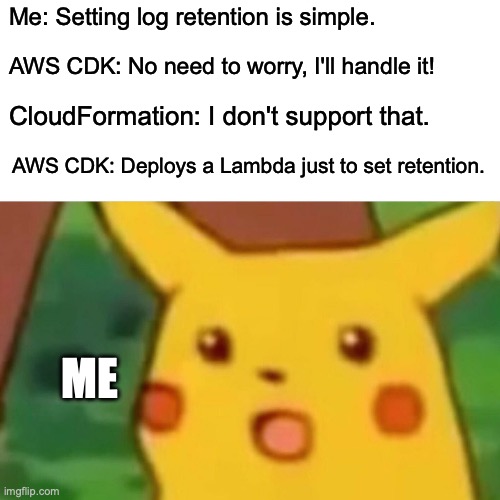 Me: Setting log retention is simple.
AWS CDK: No need to worry, I'll handle it!
CloudFormation: I don't support that.
AWS CDK: Deploys a Lambda just to set retention.
ME
imgflip.com